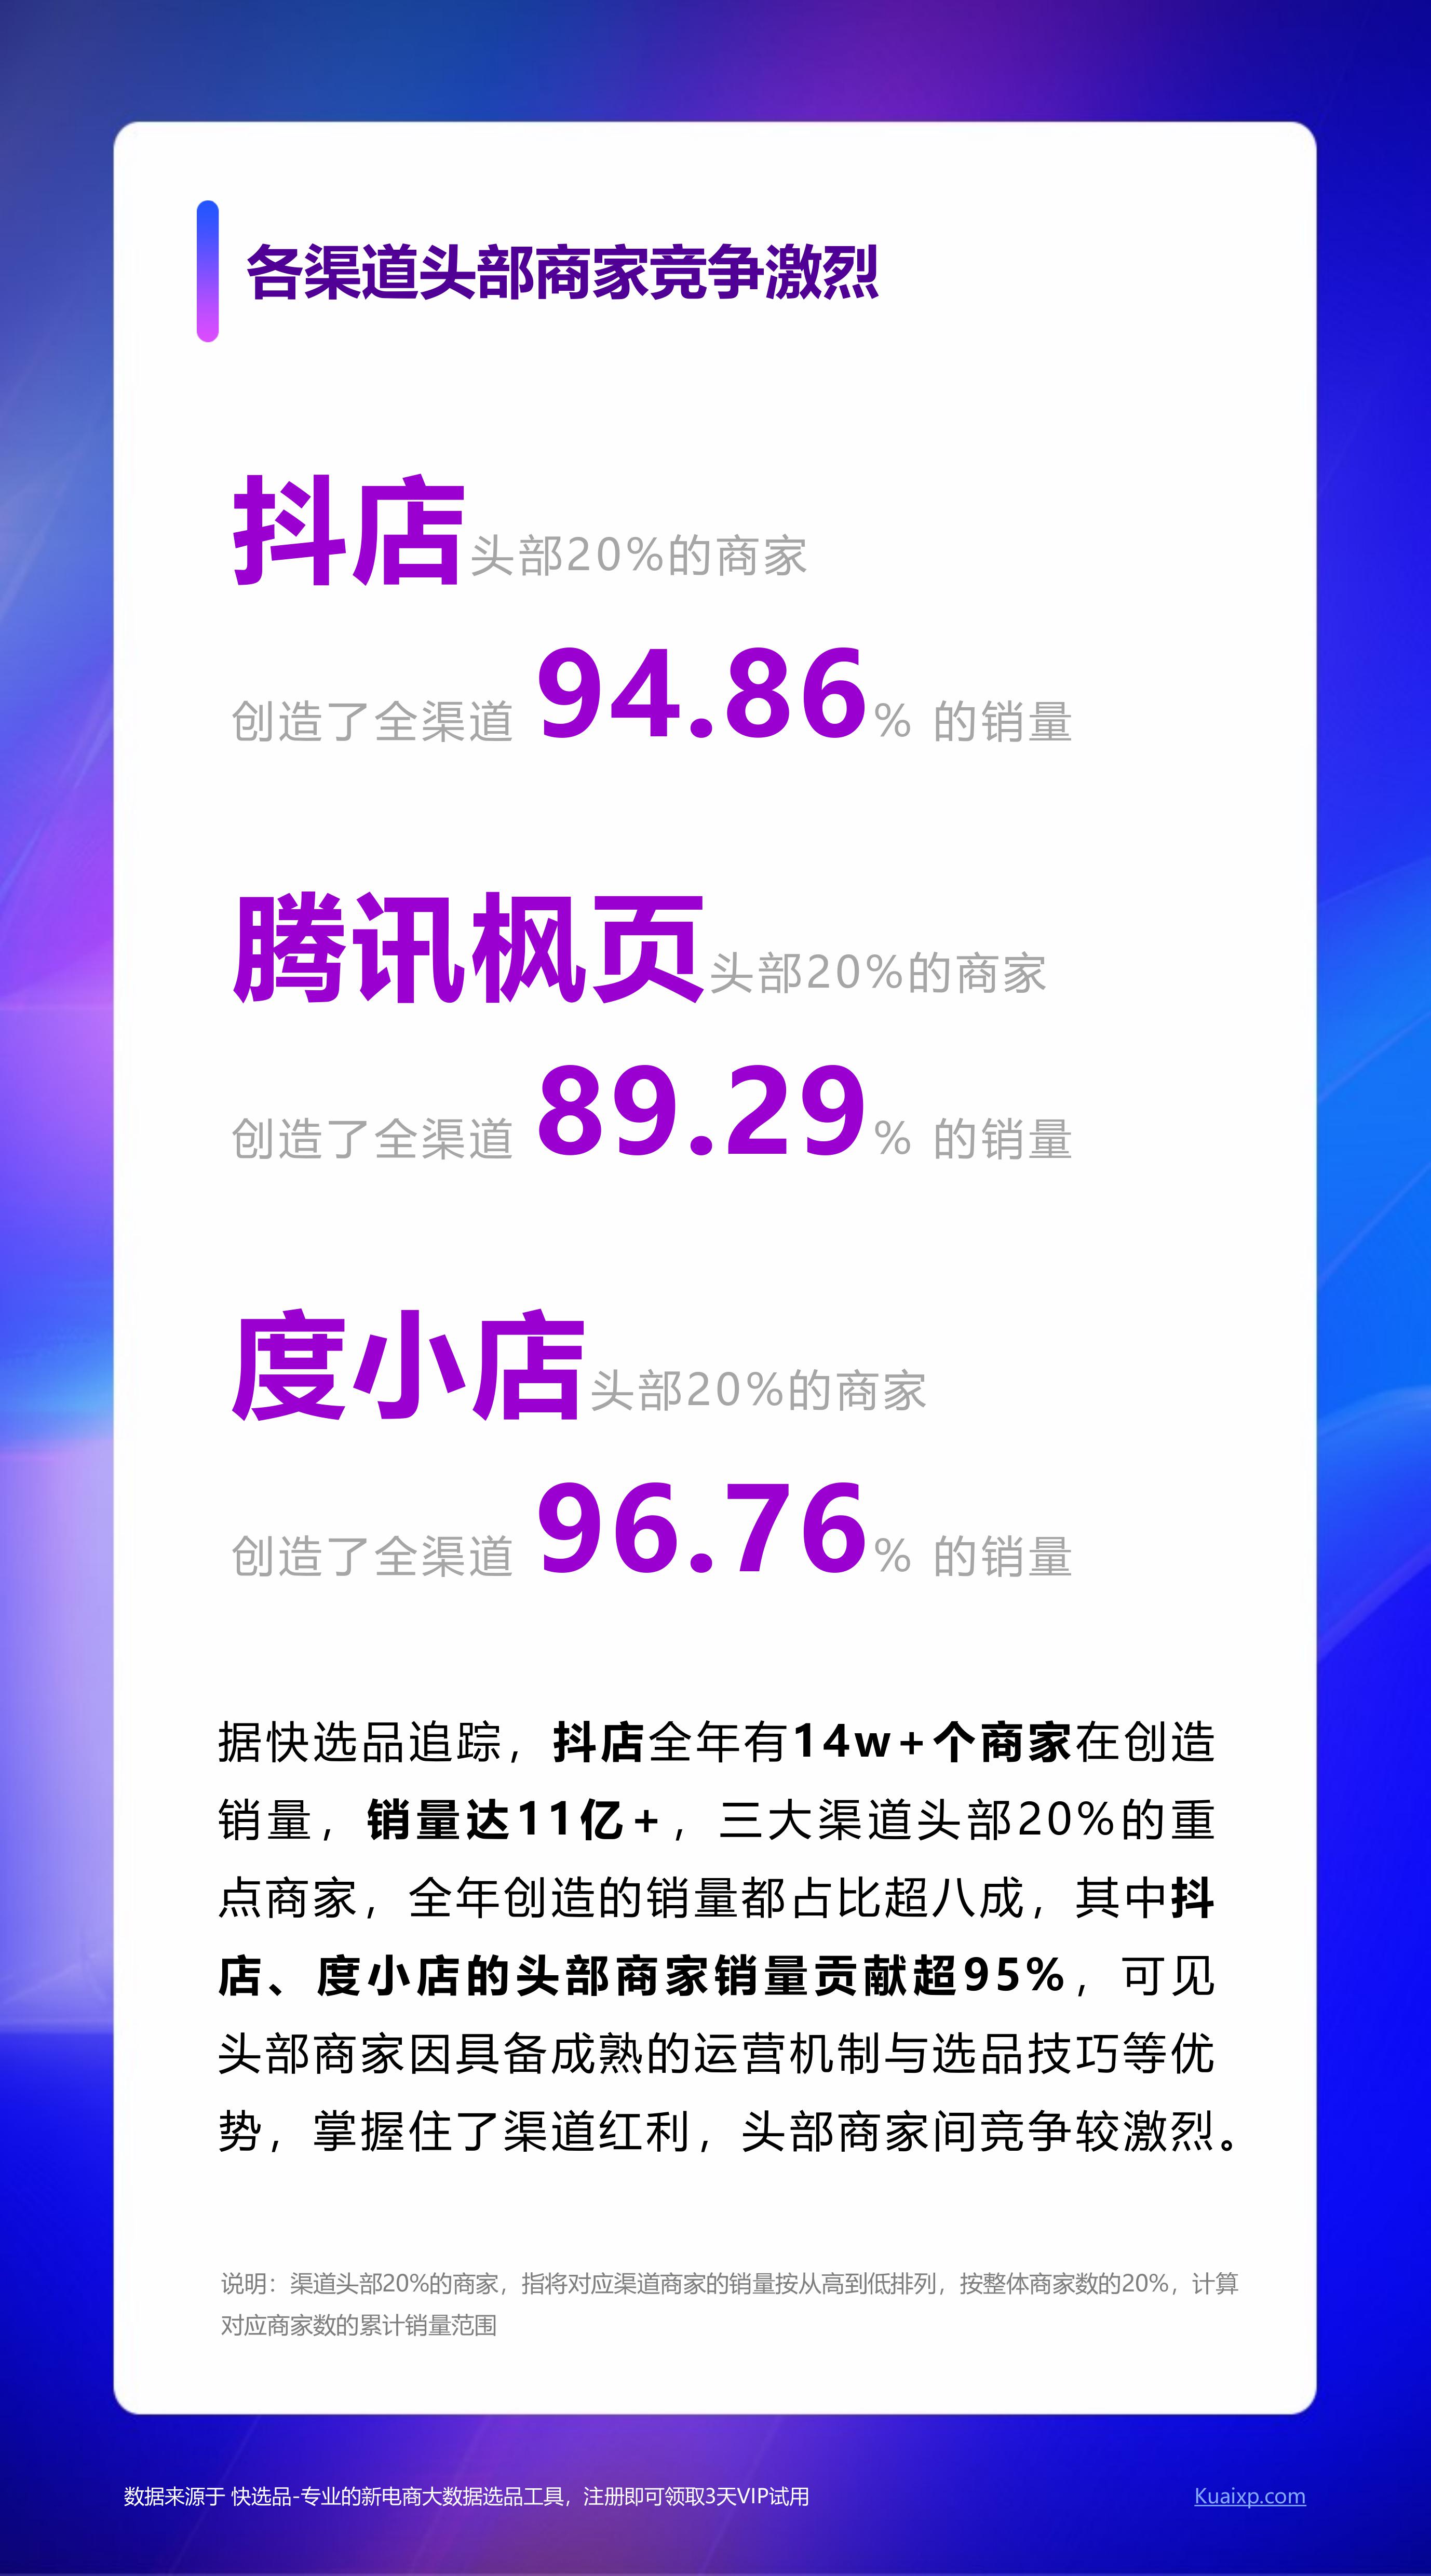 各渠道头部商家竞争激烈
抖店头部20%的商家
创造了全渠道 94.86% 的销量
腾讯枫页头部20%的商家
创造了全渠道 89.29% 的销量
度小店头部20%的商家
创造了全渠道 96.76% 的销量
据快选品追踪，抖店全年有14w+个商家在创造
销量，销量达11亿+，三大渠道头部20%的重
点商家，全年创造的销量都占比超八成，其中抖
店、度小店的头部商家销量贡献超95%，可见
头部商家因具备成熟的运营机制与选品技巧等优
势，掌握住了渠道红利，头部商家间竞争较激烈。
说明：渠道头部20%的商家，指将对应渠道商家的销量按从高到低排列，按整体商家数的20%，计算
对应商家数的累计销量范围
数据来源于 快选品-专业的新电商大数据选品工具，注册即可领取3天VIP试用
Kuaixp.com